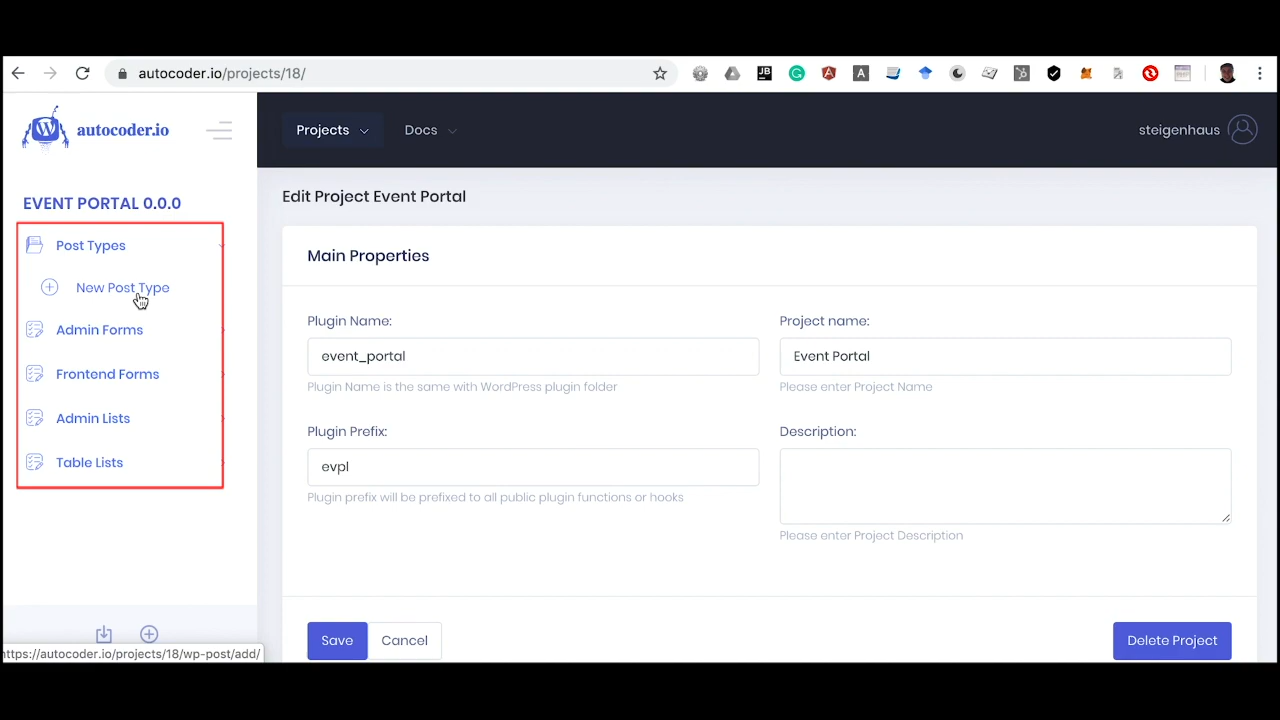 autocoder.io/projects/18/
JB
A
W
autocoder.io
Projects
Docs
steigenhaus
EVENT PORTAL 0.0.0
Post Types
New Post Type
Admin Forms
Frontend Forms
Admin Lists
Table Lists
https://autocoder.io/projects/18/wp-post/add/
Edit Project Event Portal
Main Properties
Plugin Name:
event_portal
Plugin Name is the same with WordPress plugin folder
Project name:
Event Portal
Please enter Project Name
Plugin Prefix:
evpl
Plugin prefix will be prefixed to all public plugin functions or hooks
Description:
Please enter Project Description
Save
Cancel
Delete Project